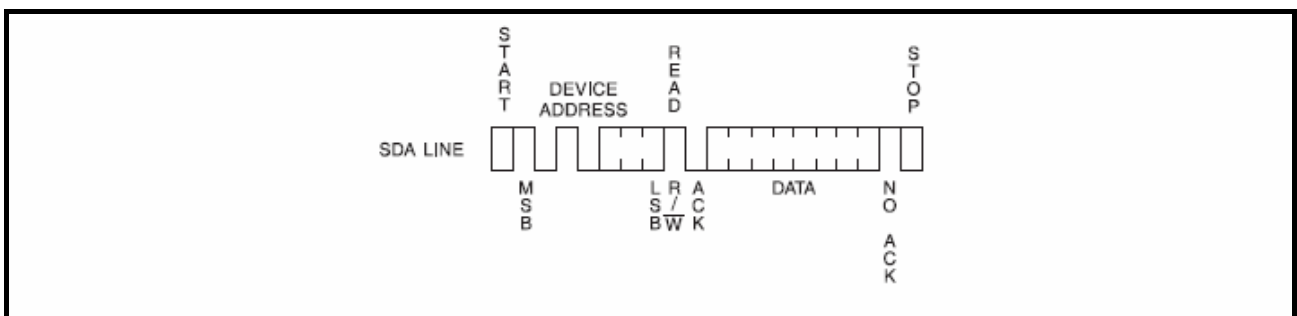 START
DEVICE
ADDRESS
READ
STOP
SDA LINE
MSB
LSB
R/W
ACK
DATA
NO ACK